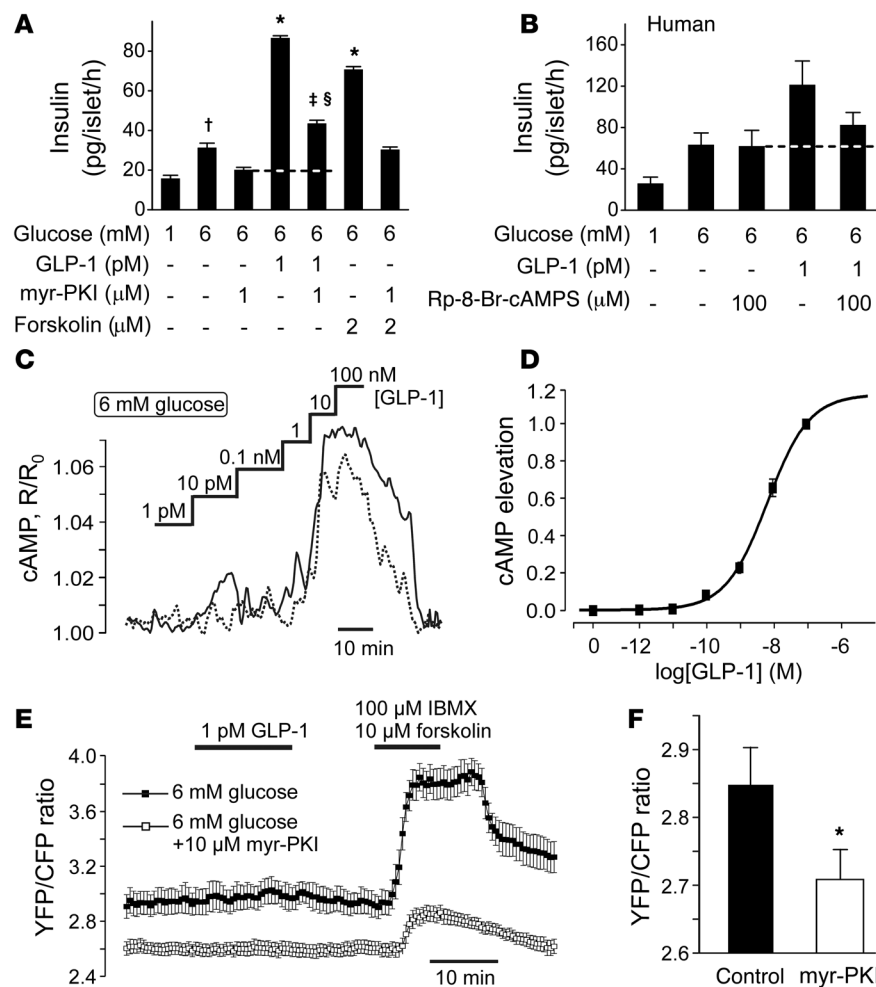 A
Insulin
(pg/islet/h)
80
60
40
20
0
†
*
‡ §
*
Glucose (mM) 1 6 6 6 6 6 6
GLP-1 (pM) - - - 1 1 - -
myr-PKI (μM) - - 1 - 1 - 1
Forskolin (μM) - - - - - 2 2
B
Human
Insulin
(pg/islet/h)
160
120
80
40
0
Glucose (mM) 1 6 6 6 6
GLP-1 (pM) - - - 1 1
Rp-8-Br-cAMPS (μM) - - 100 - 100
C
6 mM glucose
1 pM
10 pM
0.1 nM
1
10
100 nM
[GLP-1]
cAMP, R/R0
1.06
1.04
1.02
1.00
10 min
D
cAMP elevation
1.2
1.0
0.8
0.6
0.4
0.2
0.0
0 -12 -10 -8 -6
log[GLP-1] (M)
E
1 pM GLP-1
100 μM IBMX
10 μM forskolin
YFP/CFP ratio
4.0
3.6
3.2
2.8
2.4
6 mM glucose
6 mM glucose
+10 μM myr-PKI
10 min
F
YFP/CFP ratio
2.9
2.8
2.7
2.6
*
Control myr-PKI